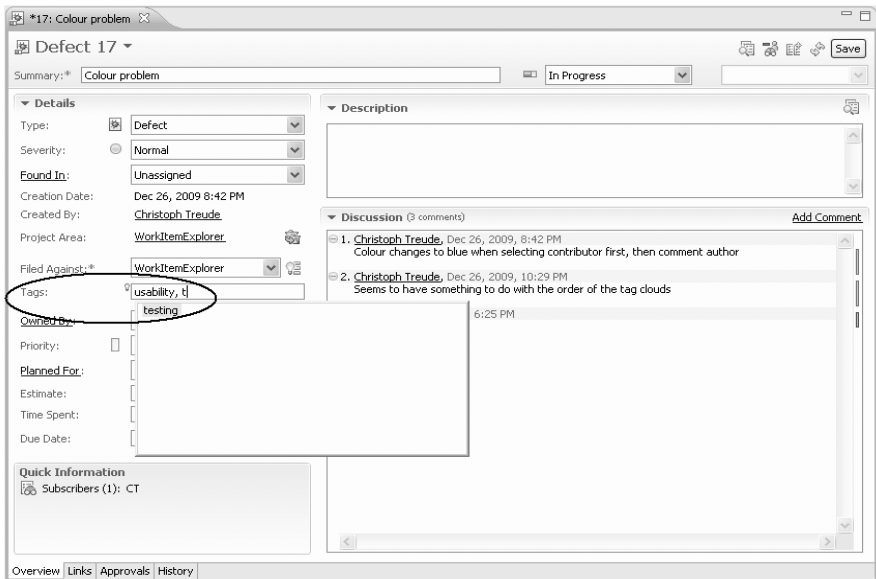 *17: Colour problem
Defect 17
Save
Summary:* Colour problem In Progress
Details
Type: Defect
Severity: Normal
Found In: Unassigned
Creation Date: Dec 26, 2009 8:42 PM
Created By: Christoph Treude
Project Area: WorkItemExplorer
Filed Against:* WorkItemExplorer
Tags: usability, t
testing
Owned By:
Priority:
Planned For:
Estimate:
Time Spent:
Due Date:
Quick Information
Subscribers (1): CT
Description
Discussion (3 comments) Add Comment
1. Christoph Treude, Dec 26, 2009, 8:42 PM
Colour changes to blue when selecting contributor first, then comment author
2. Christoph Treude, Dec 26, 2009, 10:29 PM
Seems to have something to do with the order of the tag clouds
6:25 PM
Overview Links Approvals History